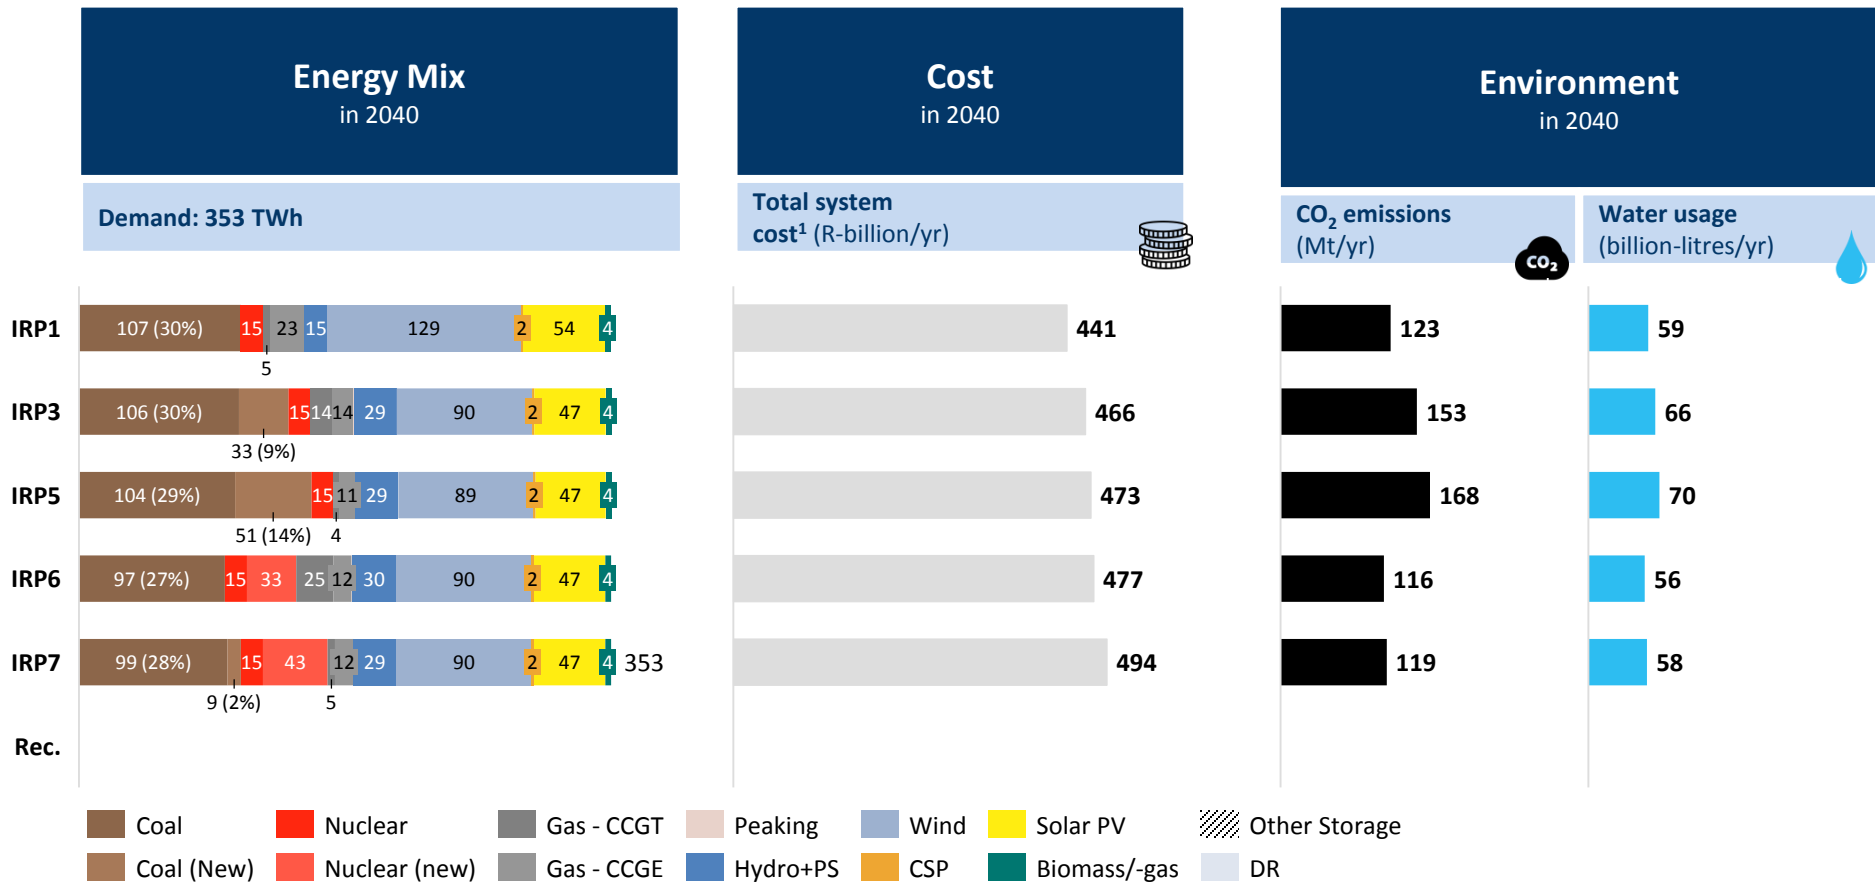 Energy Mix
in 2040
Demand: 353 TWh
Cost
in 2040
Total system
cost¹ (R-billion/yr)
Environment
in 2040
CO₂ emissions
(Mt/yr)
CO₂
Water usage
(billion-litres/yr)
IRP1 107 (30%) 15 23 15 129 2 54 4 441 123 59
5
IRP3 106 (30%) 15 14 14 29 90 2 47 4 466 153 66
33 (9%)
IRP5 104 (29%) 15 11 29 89 2 47 4 473 168 70
51 (14%) 4
IRP6 97 (27%) 15 33 25 12 30 90 2 47 4 477 116 56
IRP7 99 (28%) 15 43 12 29 90 2 47 4 353 494 119 58
9 (2%) 5
Rec.
Coal Nuclear Gas - CCGT Peaking Wind Solar PV Other Storage
Coal (New) Nuclear (new) Gas - CCGE Hydro+PS CSP Biomass/-gas DR